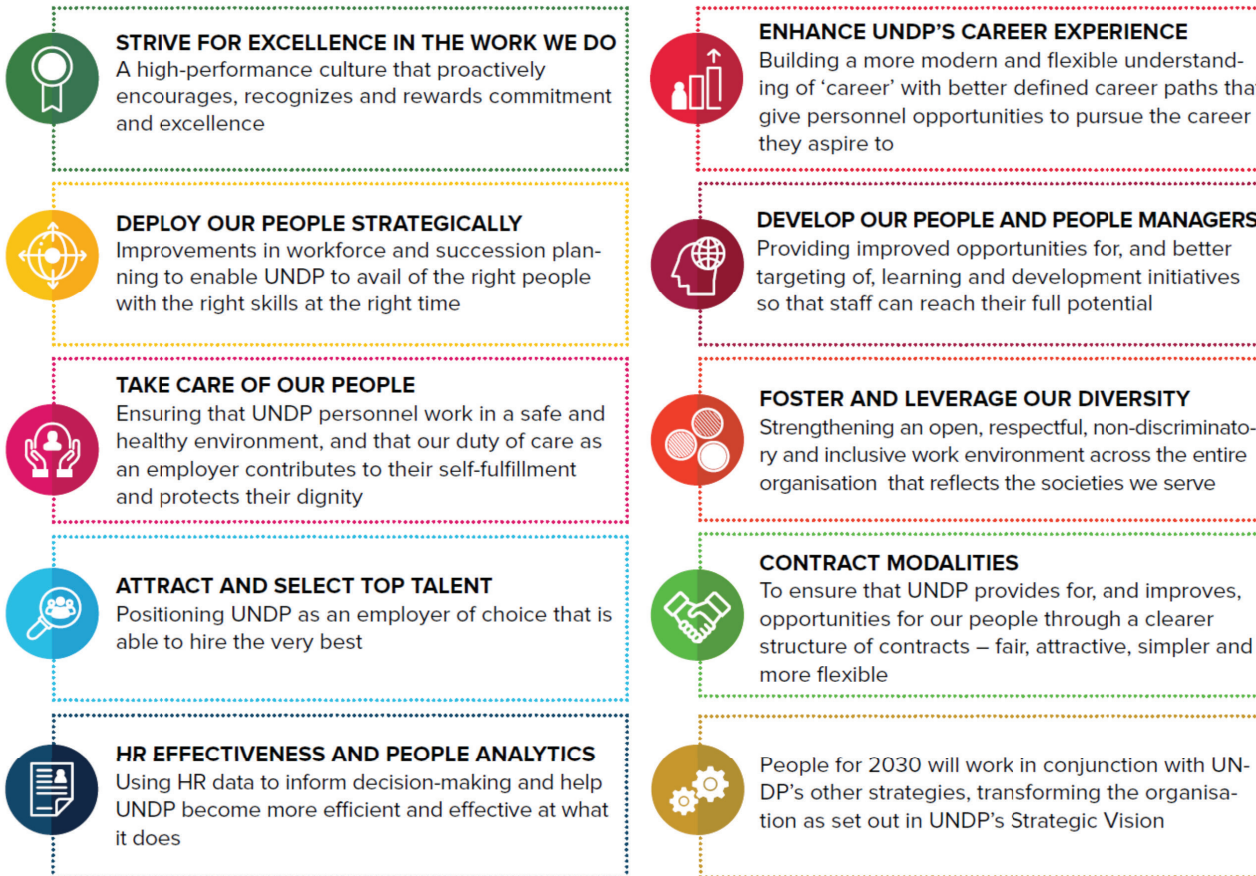 STRIVE FOR EXCELLENCE IN THE WORK WE DO
A high-performance culture that proactively
encourages, recognizes and rewards commitment
and excellence
ENHANCE UNDP'S CAREER EXPERIENCE
Building a more modern and flexible understand-
ing of 'career' with better defined career paths that
give personnel opportunities to pursue the career
they aspire to
DEPLOY OUR PEOPLE STRATEGICALLY
Improvements in workforce and succession plan-
ning to enable UNDP to avail of the right people
with the right skills at the right time
DEVELOP OUR PEOPLE AND PEOPLE MANAGERS
Providing improved opportunities for, and better
targeting of, learning and development initiatives
so that staff can reach their full potential
TAKE CARE OF OUR PEOPLE
Ensuring that UNDP personnel work in a safe and
healthy environment, and that our duty of care as
an employer contributes to their self-fulfillment
and protects their dignity
FOSTER AND LEVERAGE OUR DIVERSITY
Strengthening an open, respectful, non-discriminato-
ry and inclusive work environment across the entire
organisation that reflects the societies we serve
ATTRACT AND SELECT TOP TALENT
Positioning UNDP as an employer of choice that is
able to hire the very best
CONTRACT MODALITIES
To ensure that UNDP provides for, and improves,
opportunities for our people through a clearer
structure of contracts – fair, attractive, simpler and
more flexible
HR EFFECTIVENESS AND PEOPLE ANALYTICS
Using HR data to inform decision-making and help
UNDP become more efficient and effective at what
it does
People for 2030 will work in conjunction with UN-
DP's other strategies, transforming the organisa-
tion as set out in UNDP's Strategic Vision